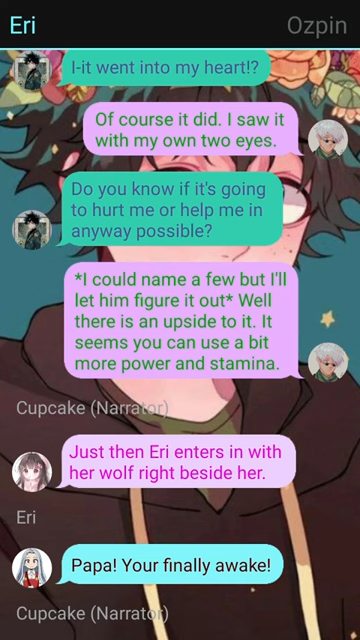 Eri
Ozpin
I-it went into my heart!?
Of course it did. I saw it
with my own two eyes.
Do you know if it's going
to hurt me or help me in
anyway possible?
*I could name a few but I'll
let him figure it out* Well
there is an upside to it. It
seems you can use a bit
more power and stamina.
Cupcake (Narrator)
Just then Eri enters in with
her wolf right beside her.
Eri
Papa! Your finally awake!
Cupcake (Narrator)